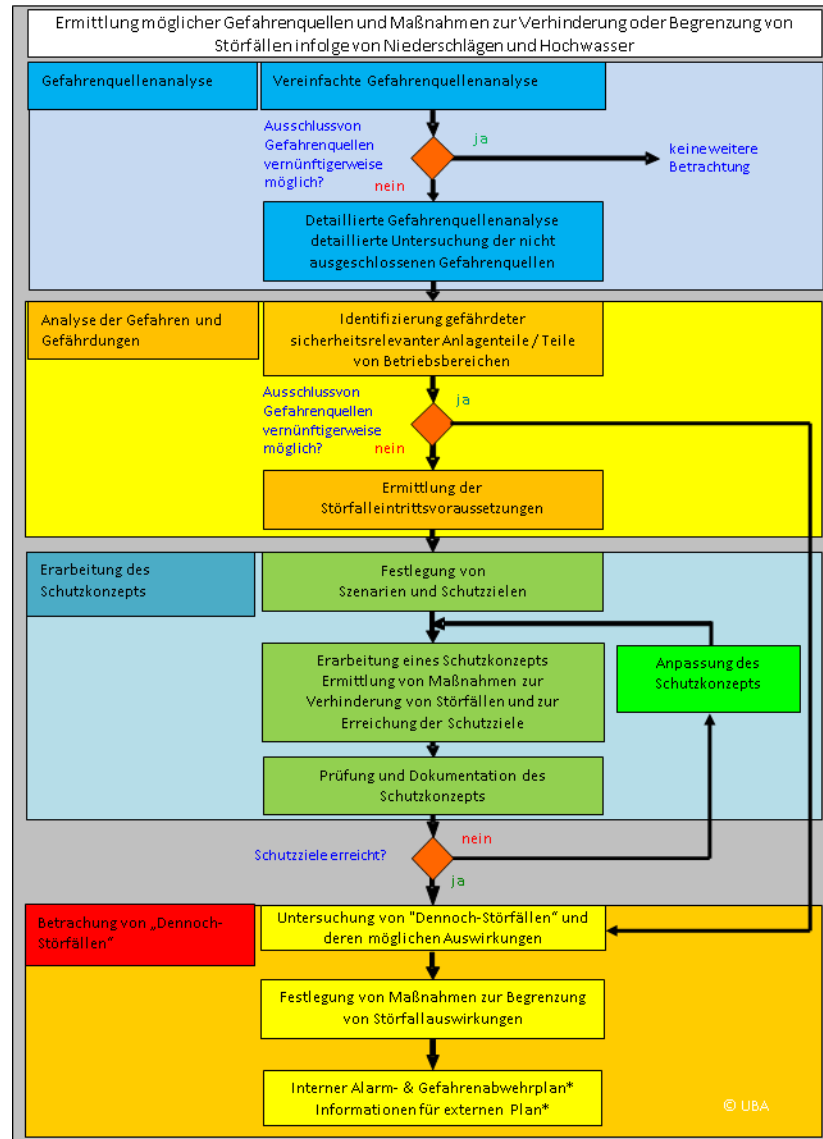 Ermittlung möglicher Gefahrenquellen und Maßnahmen zur Verhinderung oder Begrenzung von
Störfällen infolge von Niederschlägen und Hochwasser
Gefahrenquellenanalyse
Vereinfachte Gefahrenquellenanalyse
Ausschlussvon
Gefahrenquellen
vernünftigerweise
möglich?
ja
nein
keine weitere
Betrachtung
Detaillierte Gefahrenquellenanalyse
detaillierte Untersuchung der nicht
ausgeschlossenen Gefahrenquellen
Analyse der Gefahren und
Gefährdungen
Identifizierung gefährdeter
sicherheitsrelevanter Anlagenteile / Teile
von Betriebsbereichen
Ausschlussvon
Gefahrenquellen
vernünftigerweise
möglich?
ja
nein
Ermittlung der
Störfalleintrittsvoraussetzungen
Erarbeitung des
Schutzkonzepts
Festlegung von
Szenarien und Schutzzielen
Erarbeitung eines Schutzkonzepts
Ermittlung von Maßnahmen zur
Verhinderung von Störfällen und zur
Erreichung der Schutzziele
Anpassung des
Schutzkonzepts
Prüfung und Dokumentation des
Schutzkonzepts
Schutzziele erreicht?
nein
ja
Betrachung von „Dennoch-
Störfällen“
Untersuchung von "Dennoch-Störfällen“ und
deren möglichen Auswirkungen
Festlegung von Maßnahmen zur Begrenzung
von Störfallauswirkungen
Interner Alarm- & Gefahrenabwehrplan*
Informationen für externen Plan*
© UBA